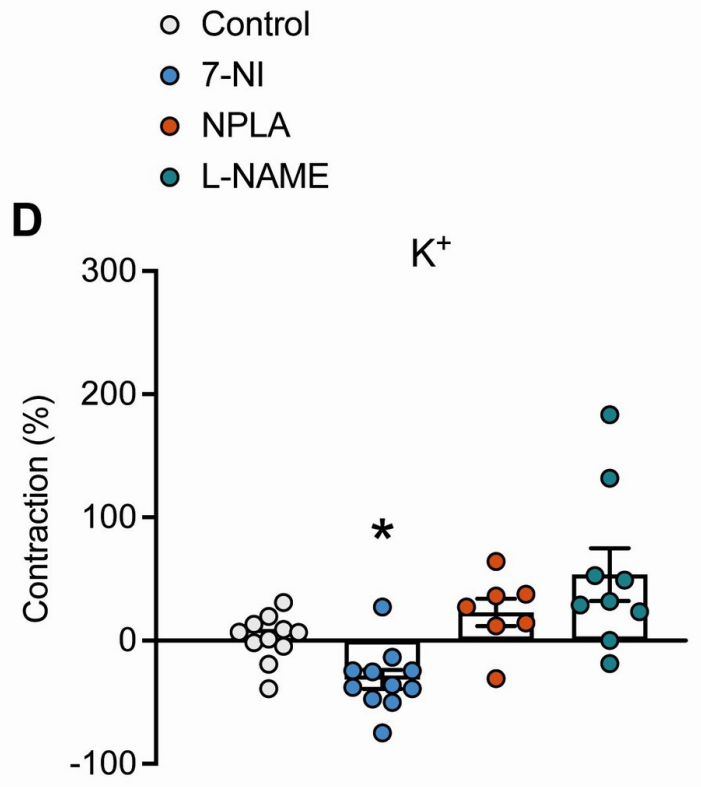 Control
7-NI
NPLA
L-NAME
D
K⁺
300
200
100
0
-100
Contraction (%)
*